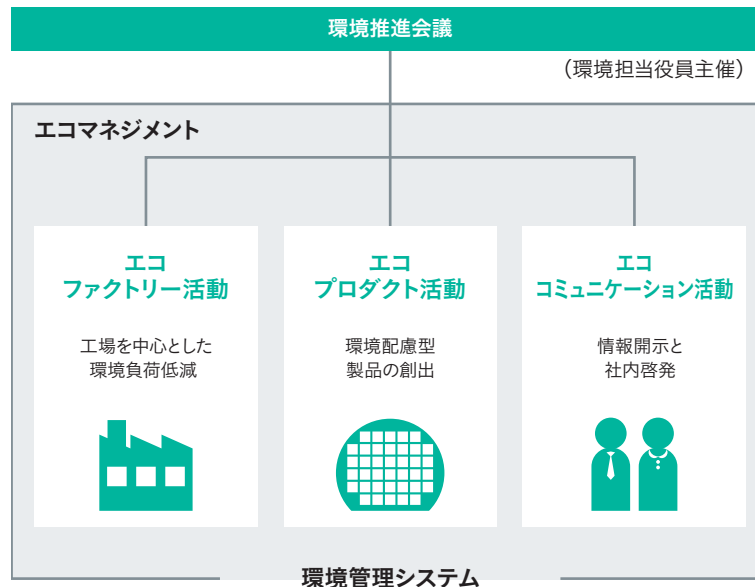 環境推進会議
（環境担当役員主催）
エコマネジメント
エコ
ファクトリー活動
工場を中心とした
環境負荷低減
エコ
プロダクト活動
環境配慮型
製品の創出
エコ
コミュニケーション活動
情報開示と
社内啓発
環境管理システム